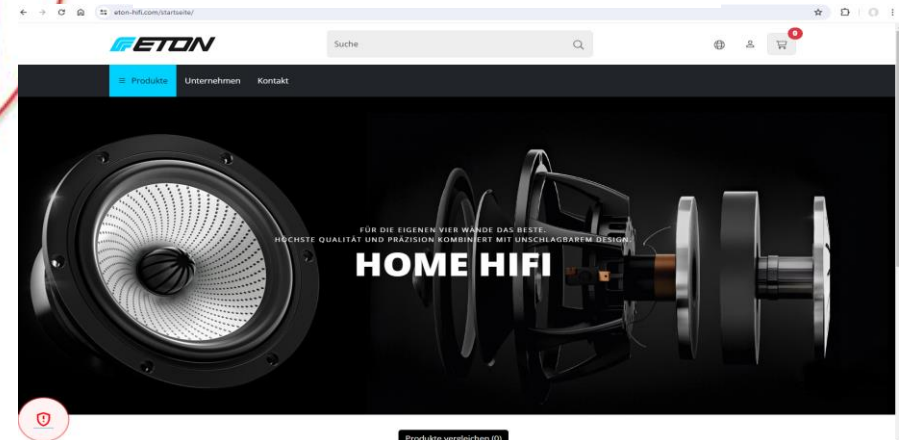 eton-hifi.com/startseite/
ETON
Suche
Produkte Unternehmen Kontakt
FÜR DIE EIGENEN VIER WÄNDE DAS BESTE.
HÖCHSTE QUALITÄT UND PRÄZISION KOMBINIERT MIT UNSCHLAGBAREM DESIGN.
HOME HIFI
Produkte vergleichen (0)